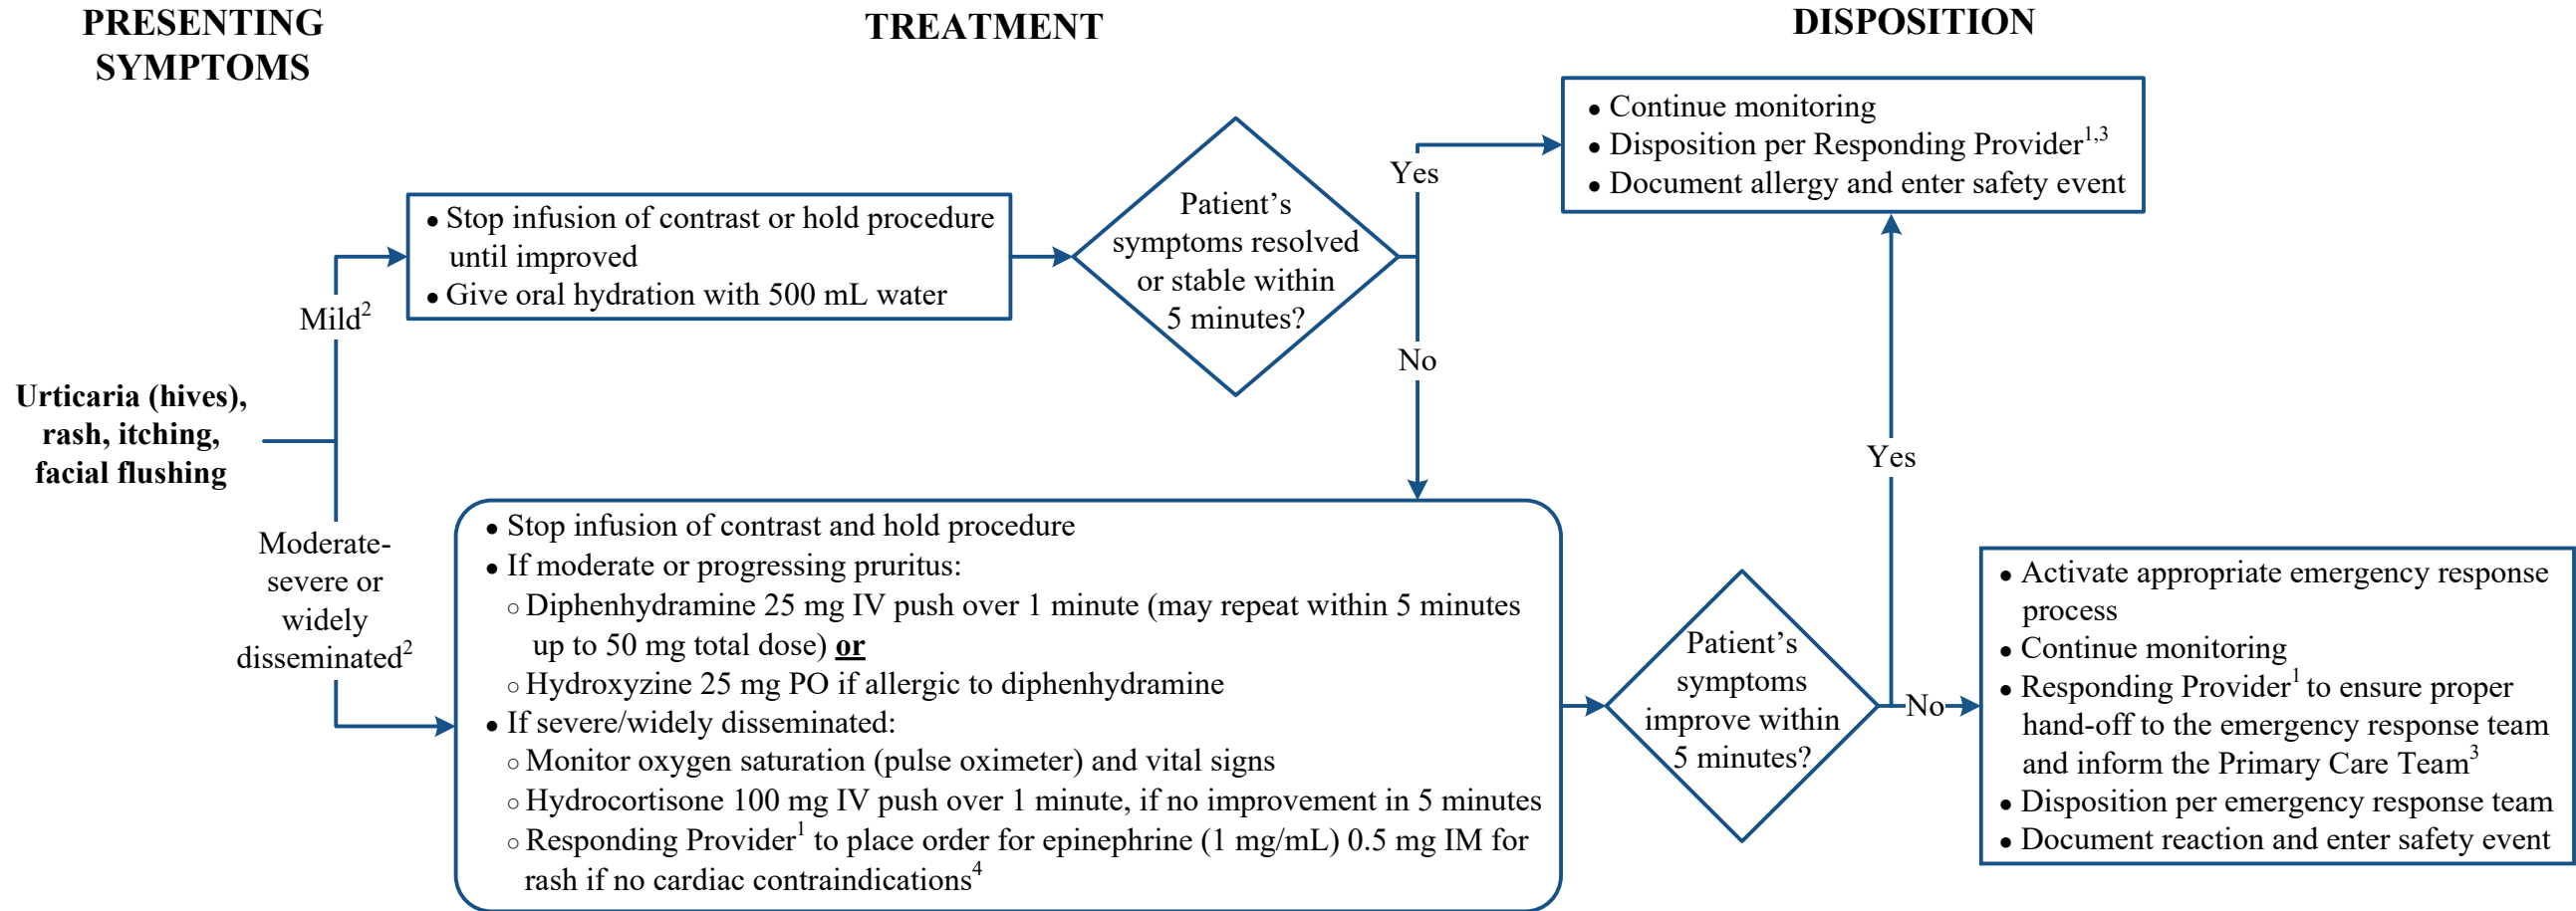 PRESENTING
SYMPTOMS
TREATMENT
DISPOSITION
Urticaria (hives),
rash, itching,
facial flushing
Mild²
Moderate-
severe or
widely
disseminated²
• Stop infusion of contrast or hold procedure
until improved
• Give oral hydration with 500 mL water
Patient’s
symptoms resolved
or stable within
5 minutes?
Yes
No
• Continue monitoring
• Disposition per Responding Provider¹,³
• Document allergy and enter safety event
• Stop infusion of contrast and hold procedure
• If moderate or progressing pruritus:
○ Diphenhydramine 25 mg IV push over 1 minute (may repeat within 5 minutes
up to 50 mg total dose) or
○ Hydroxyzine 25 mg PO if allergic to diphenhydramine
• If severe/widely disseminated:
○ Monitor oxygen saturation (pulse oximeter) and vital signs
○ Hydrocortisone 100 mg IV push over 1 minute, if no improvement in 5 minutes
○ Responding Provider¹ to place order for epinephrine (1 mg/mL) 0.5 mg IM for
rash if no cardiac contraindications⁴
Patient’s
symptoms
improve within
5 minutes?
Yes
No
• Activate appropriate emergency response
process
• Continue monitoring
• Responding Provider¹ to ensure proper
hand-off to the emergency response team
and inform the Primary Care Team³
• Disposition per emergency response team
• Document reaction and enter safety event